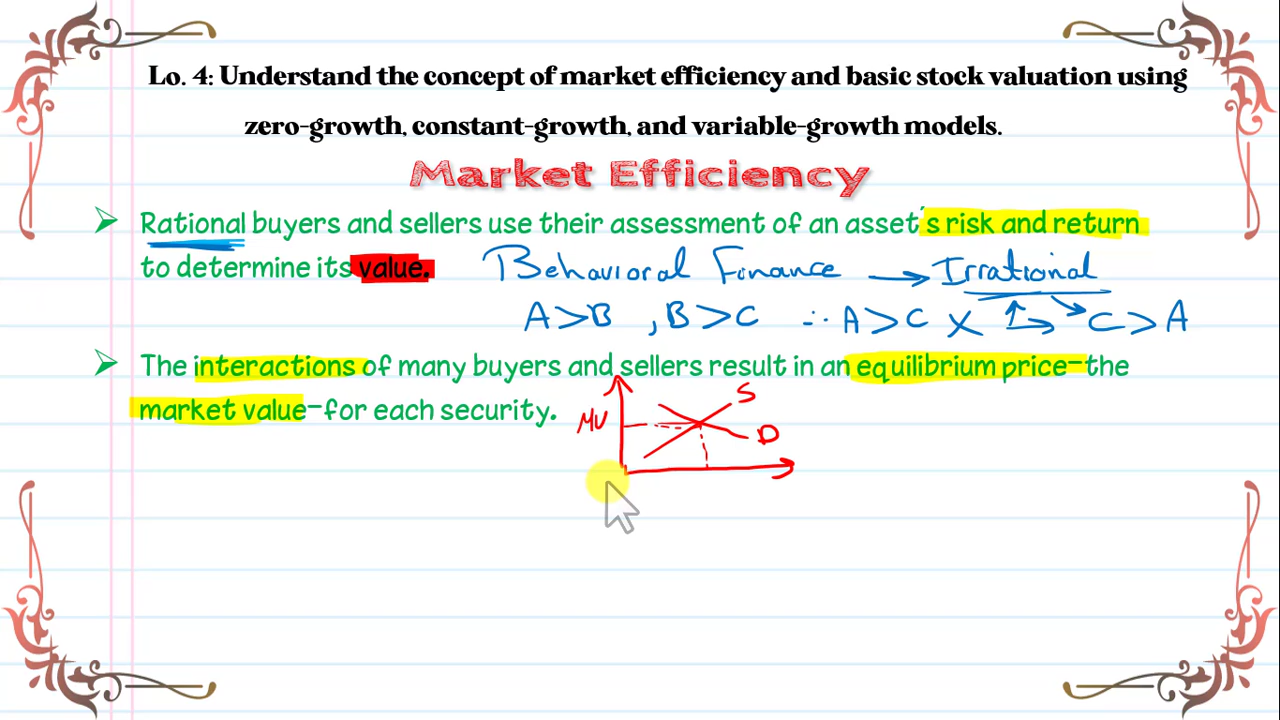 Lo. 4: Understand the concept of market efficiency and basic stock valuation using
zero-growth, constant-growth, and variable-growth models.
Market Efficiency
Rational buyers and sellers use their assessment of an asset's risk and return
to determine its value.
Behavioral Finance → Irrational
A>B , B>C ∴ A>C X C>A
The interactions of many buyers and sellers result in an equilibrium price–the
market value–for each security.
S
MV
D